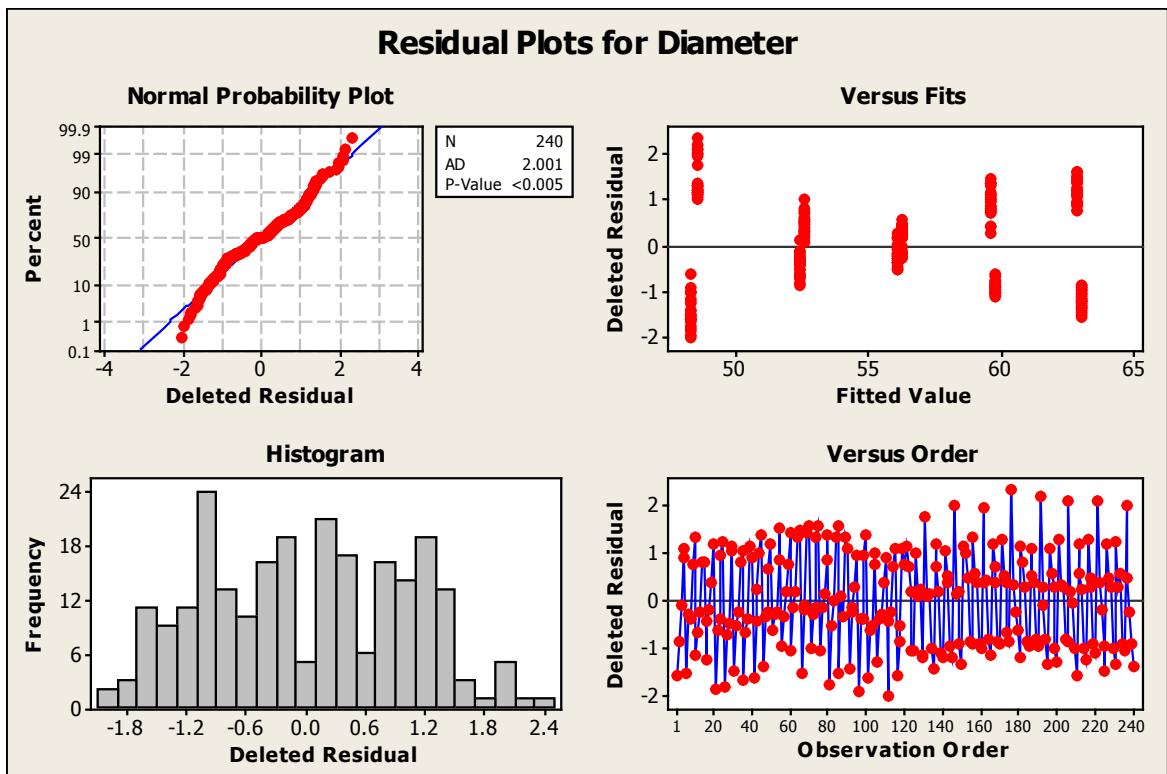 Residual Plots for Diameter
Normal Probability Plot
99.9
99
90
50
10
1
0.1
Percent
-4 -2 0 2 4
Deleted Residual
N 240
AD 2.001
P-Value <0.005
Versus Fits
2
1
0
-1
-2
Deleted Residual
50 55 60 65
Fitted Value
Histogram
24
18
12
6
0
Frequency
-1.8 -1.2 -0.6 0.0 0.6 1.2 1.8 2.4
Deleted Residual
Versus Order
2
1
0
-1
-2
Deleted Residual
1 20 40 60 80 100 120 140 160 180 200 220 240
Observation Order